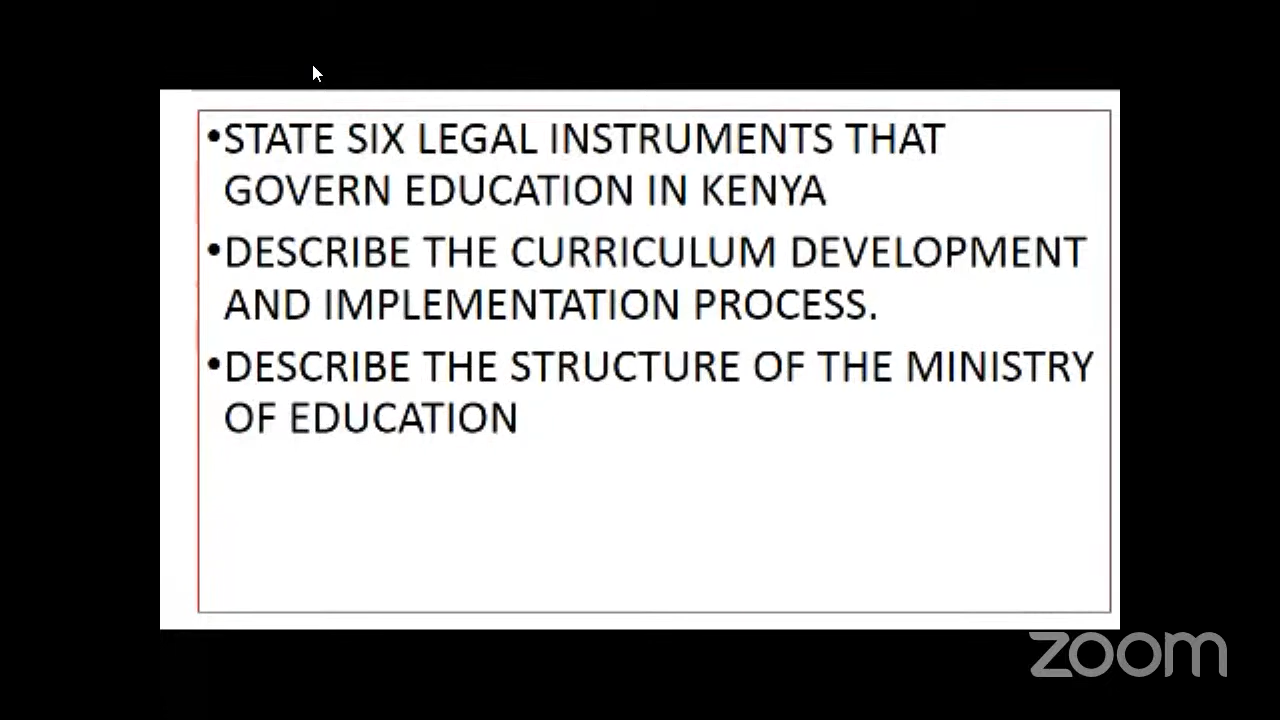 •STATE SIX LEGAL INSTRUMENTS THAT
GOVERN EDUCATION IN KENYA
•DESCRIBE THE CURRICULUM DEVELOPMENT
AND IMPLEMENTATION PROCESS.
•DESCRIBE THE STRUCTURE OF THE MINISTRY
OF EDUCATION
zoom